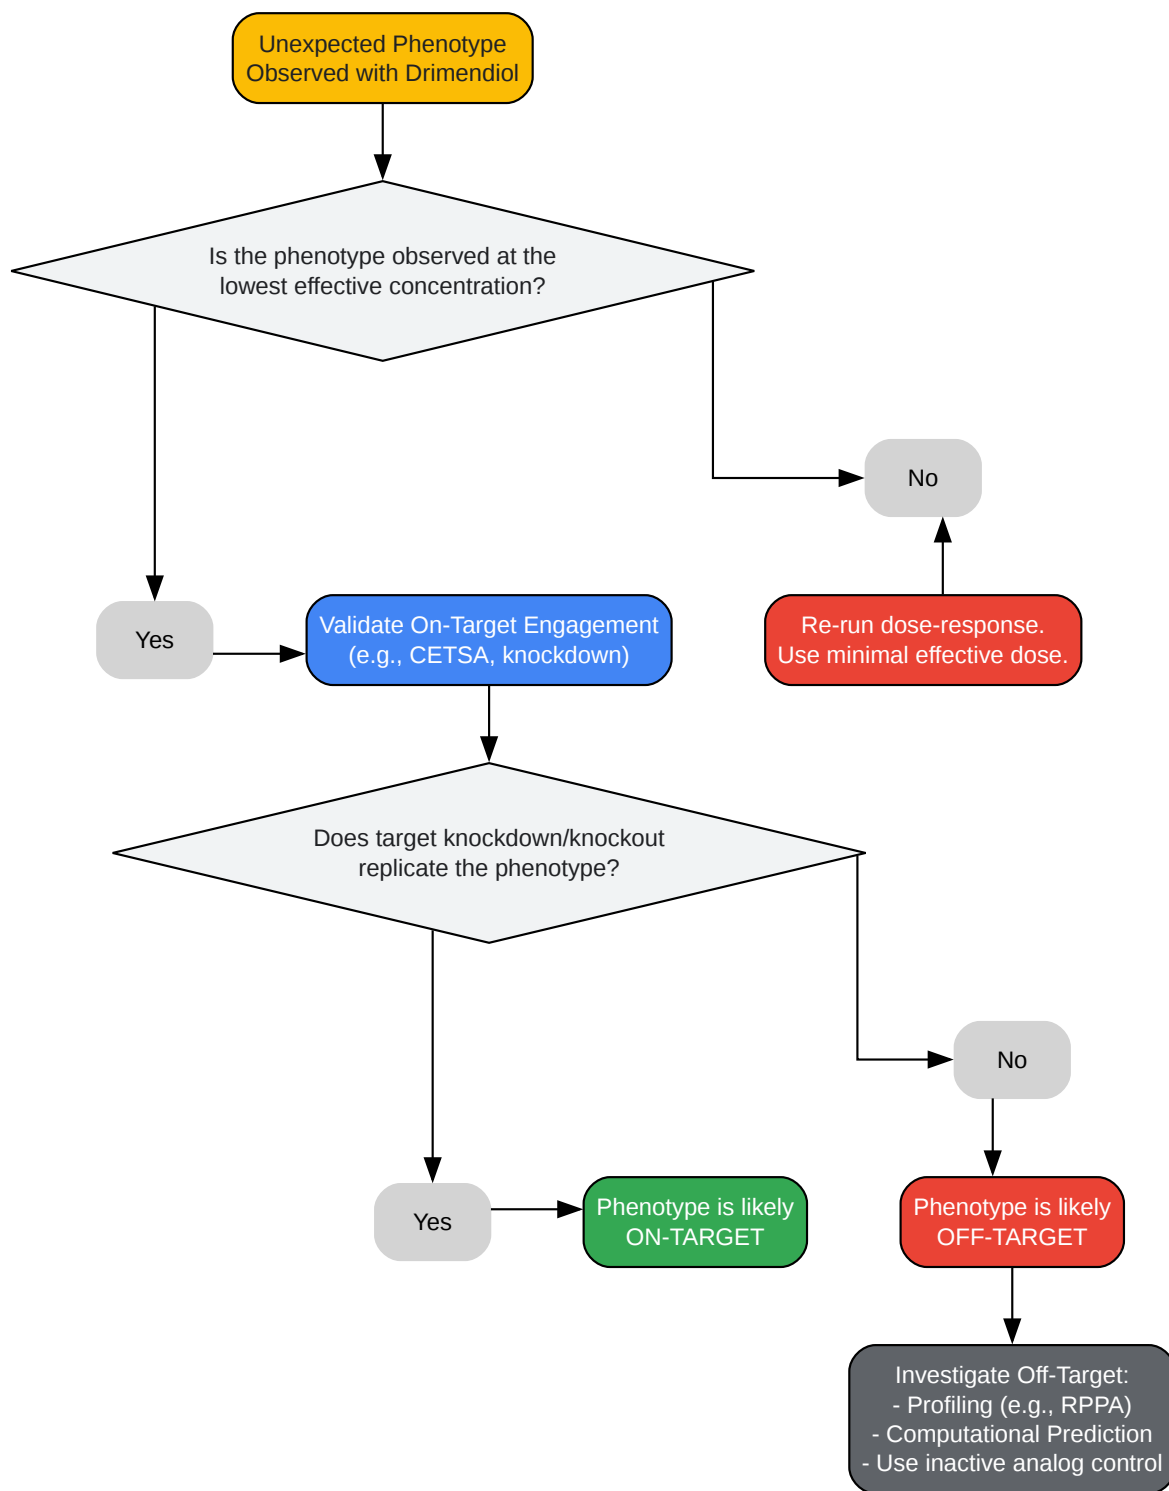 Unexpected Phenotype
Observed with Drimendiol
Is the phenotype observed at the
lowest effective concentration?
No
Yes
Validate On-Target Engagement
(e.g., CETSA, knockdown)
Re-run dose-response.
Use minimal effective dose.
Does target knockdown/knockout
replicate the phenotype?
No
Yes
Phenotype is likely
ON-TARGET
Phenotype is likely
OFF-TARGET
Investigate Off-Target:
- Profiling (e.g., RPPA)
- Computational Prediction
- Use inactive analog control